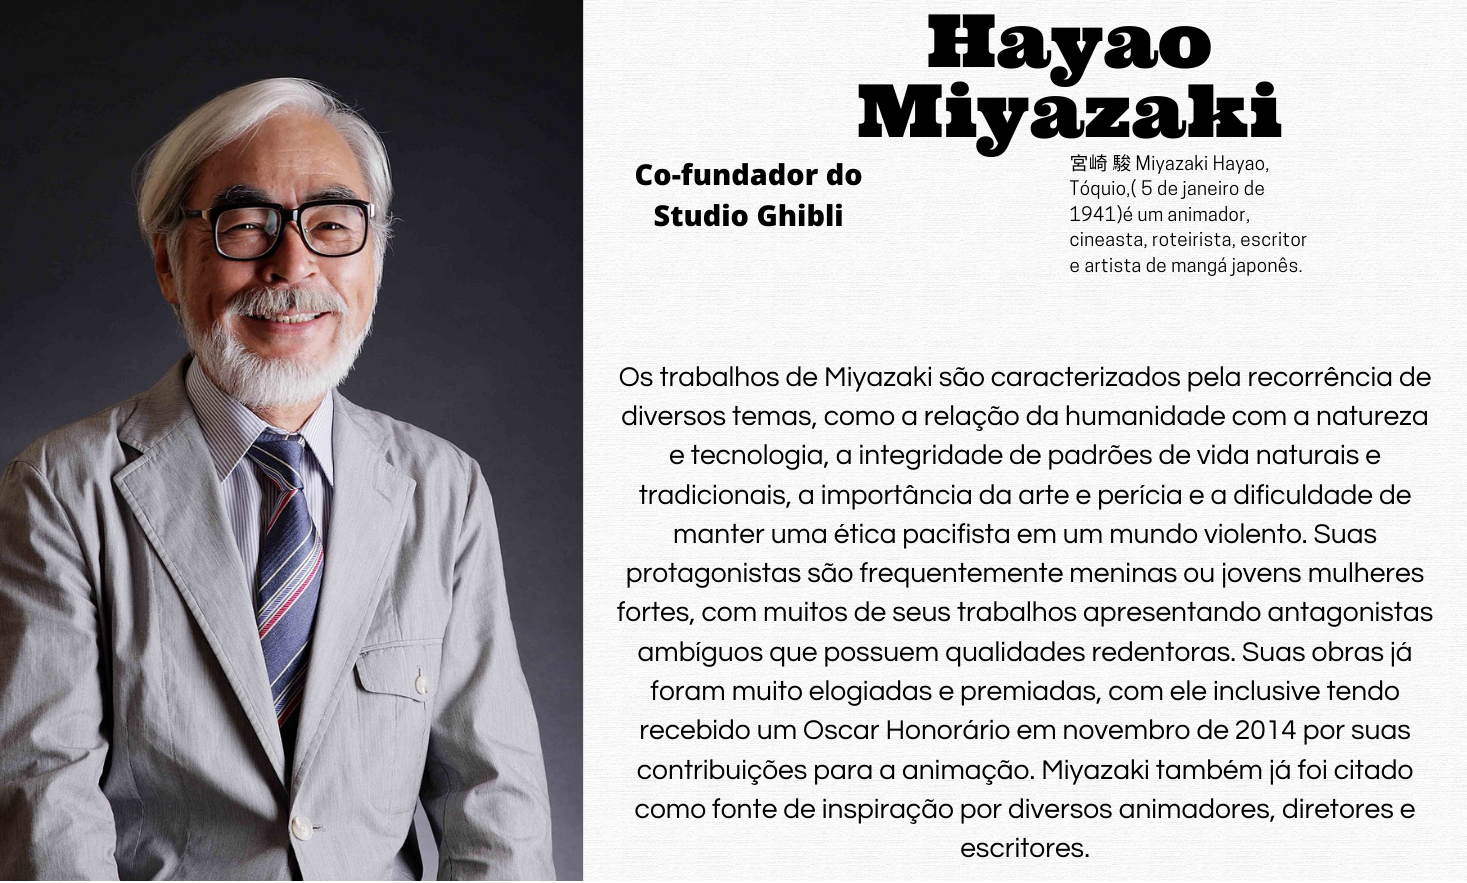 Hayao
Miyazaki
Co-fundador do
Studio Ghibli
宮崎 駿 Miyazaki Hayao,
Tóquio,( 5 de janeiro de
1941)é um animador,
cineasta, roteirista, escritor
e artista de mangá japonês.
Os trabalhos de Miyazaki são caracterizados pela recorrência de
diversos temas, como a relação da humanidade com a natureza
e tecnologia, a integridade de padrões de vida naturais e
tradicionais, a importância da arte e perícia e a dificuldade de
manter uma ética pacifista em um mundo violento. Suas
protagonistas são frequentemente meninas ou jovens mulheres
fortes, com muitos de seus trabalhos apresentando antagonistas
ambíguos que possuem qualidades redentoras. Suas obras já
foram muito elogiadas e premiadas, com ele inclusive tendo
recebido um Oscar Honorário em novembro de 2014 por suas
contribuições para a animação. Miyazaki também já foi citado
como fonte de inspiração por diversos animadores, diretores e
escritores.